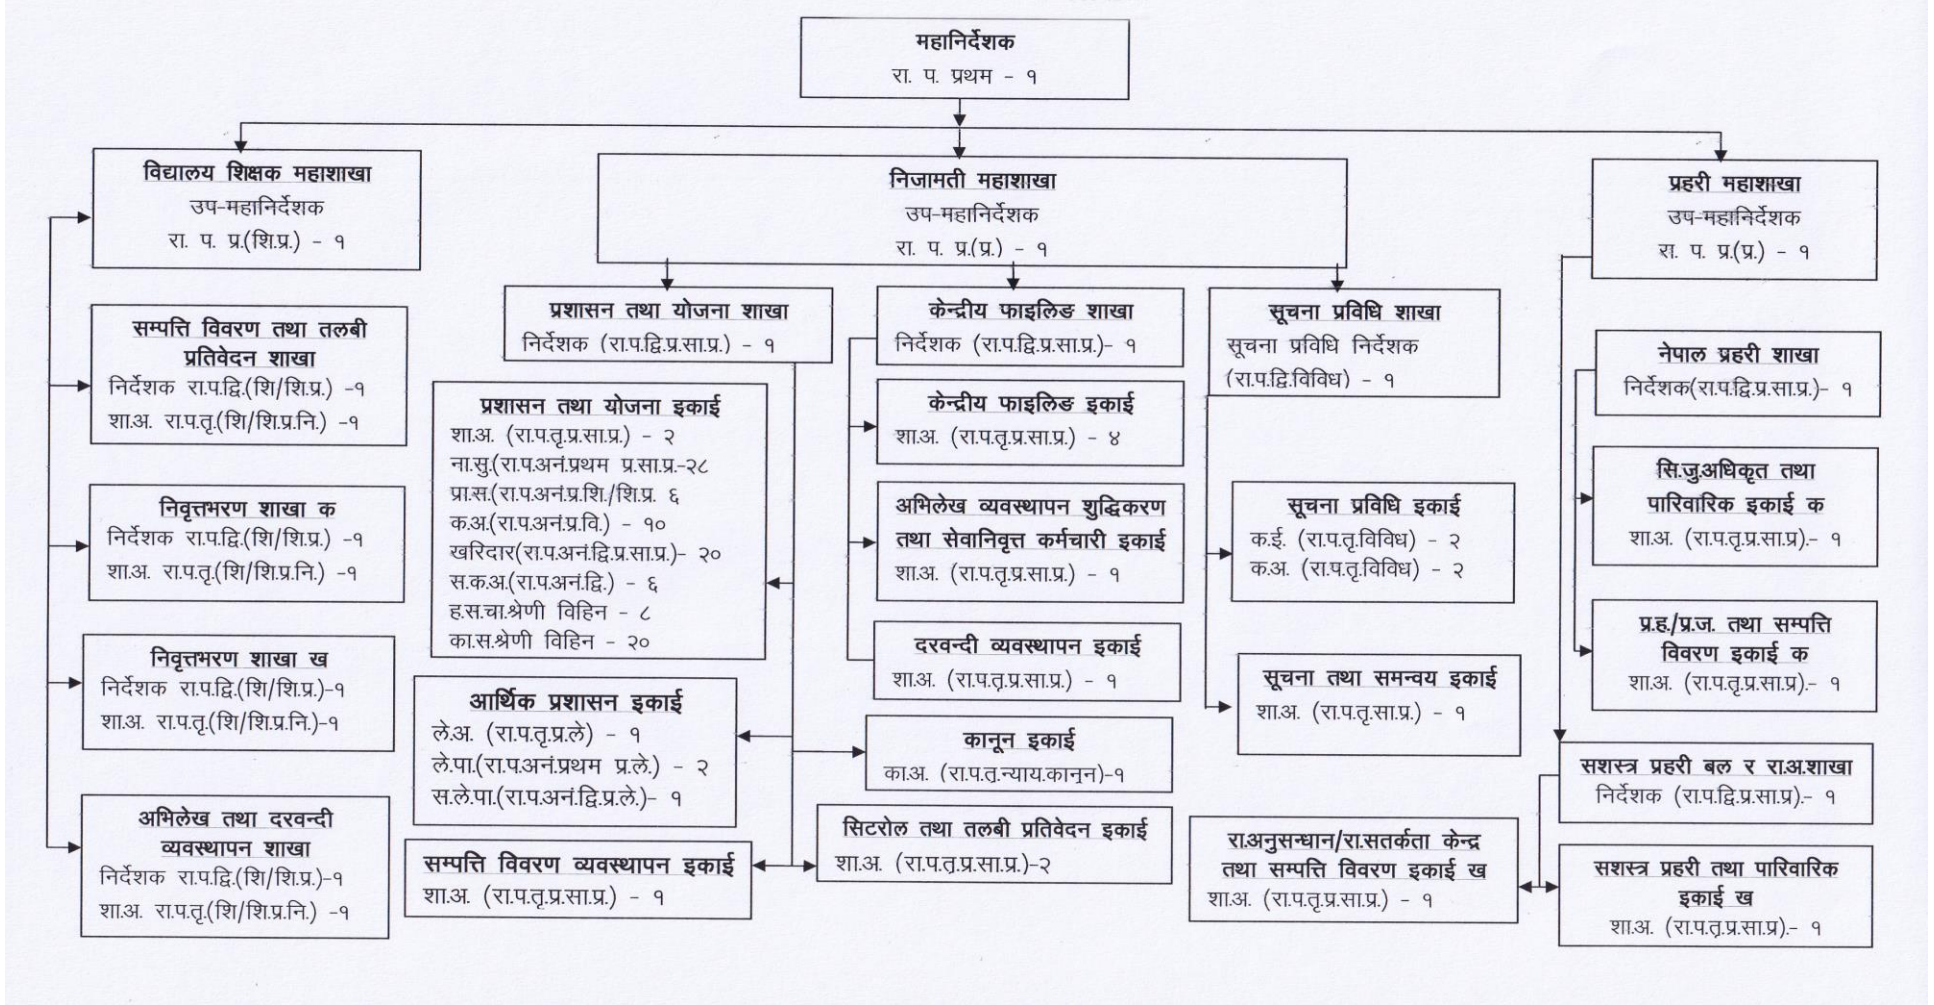 महानिर्देशक
रा. प. प्रथम - १
विद्यालय शिक्षक महाशाखा
उप-महानिर्देशक
रा. प. प्र.(शि.प्र.) - १
निजामती महाशाखा
उप-महानिर्देशक
रा. प. प्र.(प्र.) - १
प्रहरी महाशाखा
उप-महानिर्देशक
रा. प. प्र.(प्र.) - १
सम्पत्ति विवरण तथा तलबी
प्रतिवेदन शाखा
निर्देशक रा.प.द्वि.(शि/शि.प्र.) -१
शा.अ. रा.प.तृ.(शि/शि.प्र.नि.) -१
निवृत्तभरण शाखा क
निर्देशक रा.प.द्वि.(शि/शि.प्र.) -१
शा.अ. रा.प.तृ.(शि/शि.प्र.नि.) -१
निवृत्तभरण शाखा ख
निर्देशक रा.प.द्वि.(शि/शि.प्र.)-१
शा.अ. रा.प.तृ.(शि/शि.प्र.नि.)-१
अभिलेख तथा दरवन्दी
व्यवस्थापन शाखा
निर्देशक रा.प.द्वि.(शि/शि.प्र.)-१
शा.अ. रा.प.तृ.(शि/शि.प्र.नि.) -१
प्रशासन तथा योजना शाखा
निर्देशक (रा.प.द्वि.प्र.सा.प्र.) - १
प्रशासन तथा योजना इकाई
शा.अ. (रा.प.तृ.प्र.सा.प्र.) - २
ना.सु.(रा.प.अनं.प्रथम प्र.सा.प्र.-२८
प्रा.स.(रा.प.अनं.प्र.शि./शि.प्र. ६
क.अ.(रा.प.अनं.प्र.वि.) - १०
खरिदार(रा.प.अनं.द्वि.प्र.सा.प्र.)- २०
स.क.अ.(रा.प.अनं.द्वि.) - ६
ह.स.चा.श्रेणी विहिन - ८
का.स.श्रेणी विहिन - २०
आर्थिक प्रशासन इकाई
ले.अ. (रा.प.तृ.प्र.ले) - १
ले.पा.(रा.प.अनं.प्रथम प्र.ले.) - २
स.ले.पा.(रा.प.अनं.द्वि.प्र.ले.)- १
सम्पत्ति विवरण व्यवस्थापन इकाई
शा.अ. (रा.प.तृ.प्र.सा.प्र.) - १
केन्द्रीय फाइलिङ शाखा
निर्देशक (रा.प.द्वि.प्र.सा.प्र.)- १
केन्द्रीय फाइलिङ इकाई
शा.अ. (रा.प.तृ.प्र.सा.प्र.) - ४
अभिलेख व्यवस्थापन शुद्धिकरण
तथा सेवानिवृत्त कर्मचारी इकाई
शा.अ. (रा.प.तृ.प्र.सा.प्र.) - १
दरवन्दी व्यवस्थापन इकाई
शा.अ. (रा.प.तृ.प्र.सा.प्र.) - १
कानून इकाई
का.अ. (रा.प.तृ.न्याय.कानून)-१
सिटरोल तथा तलबी प्रतिवेदन इकाई
शा.अ. (रा.प.तृ.प्र.सा.प्र.)-२
सूचना प्रविधि शाखा
सूचना प्रविधि निर्देशक
(रा.प.द्वि.विविध) - १
सूचना प्रविधि इकाई
क.ई. (रा.प.तृ.विविध) - २
क.अ. (रा.प.तृ.विविध) - २
सूचना तथा समन्वय इकाई
शा.अ. (रा.प.तृ.सा.प्र.) - १
नेपाल प्रहरी शाखा
निर्देशक(रा.प.द्वि.प्र.सा.प्र.)- १
सि.जु.अधिकृत तथा
पारिवारिक इकाई क
शा.अ. (रा.प.तृ.प्र.सा.प्र).- १
प्र.ह./प्र.ज. तथा सम्पत्ति
विवरण इकाई क
शा.अ. (रा.प.तृ.प्र.सा.प्र).- १
सशस्त्र प्रहरी बल र रा.अ.शाखा
निर्देशक (रा.प.द्वि.प्र.सा.प्र).- १
रा.अनुसन्धान/रा.सतर्कता केन्द्र
तथा सम्पत्ति विवरण इकाई ख
शा.अ. (रा.प.तृ.प्र.सा.प्र.) - १
सशस्त्र प्रहरी तथा पारिवारिक
इकाई ख
शा.अ. (रा.प.तृ.प्र.सा.प्र).- १